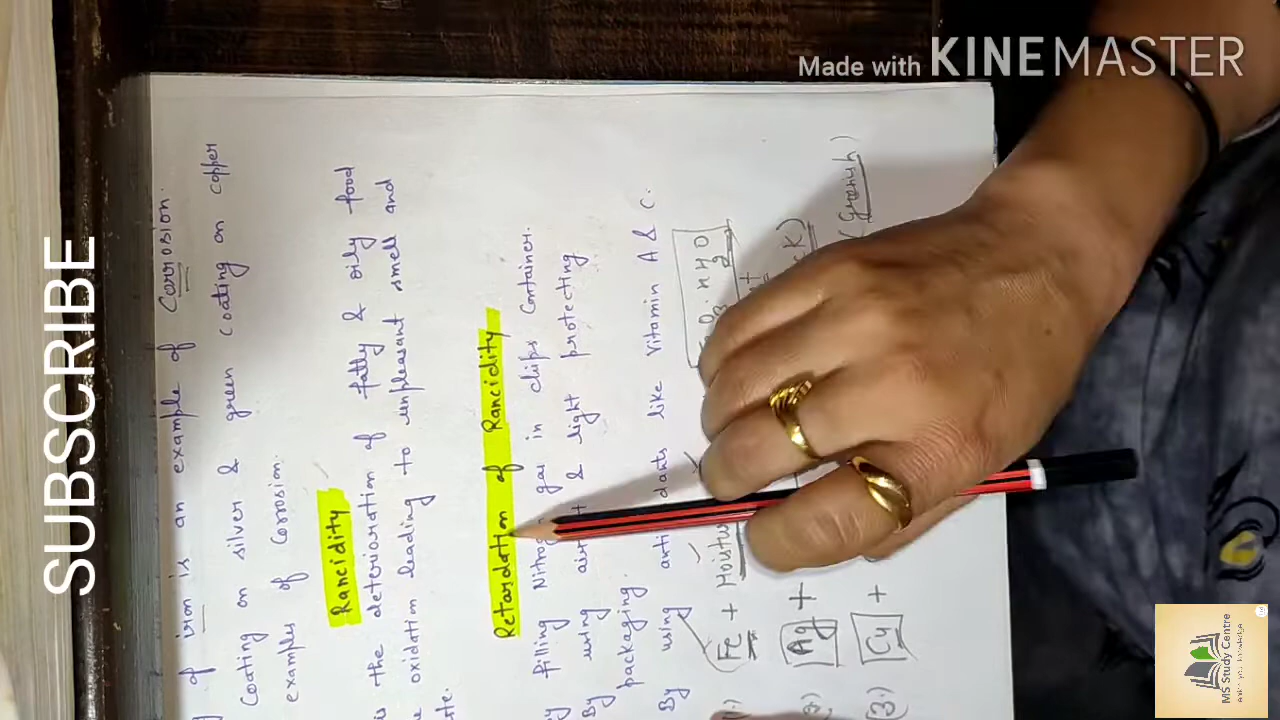 Made with KINEMASTER
SUBSCRIBE
of iron is an example of Corrosion.
coating on silver & green coating on copper
examples of Corrosion.
Rancidity
the deterioration of fatty & oily food
oxidation leading to unpleasant smell and
Retardation of Rancidity
filling Nitrogen gas in chips Container.
By using & light protecting
packaging.
By using like Vitamin A & C.
Fe +
Ag +
(3.) Cu + (Greenish)
MS Study Centre